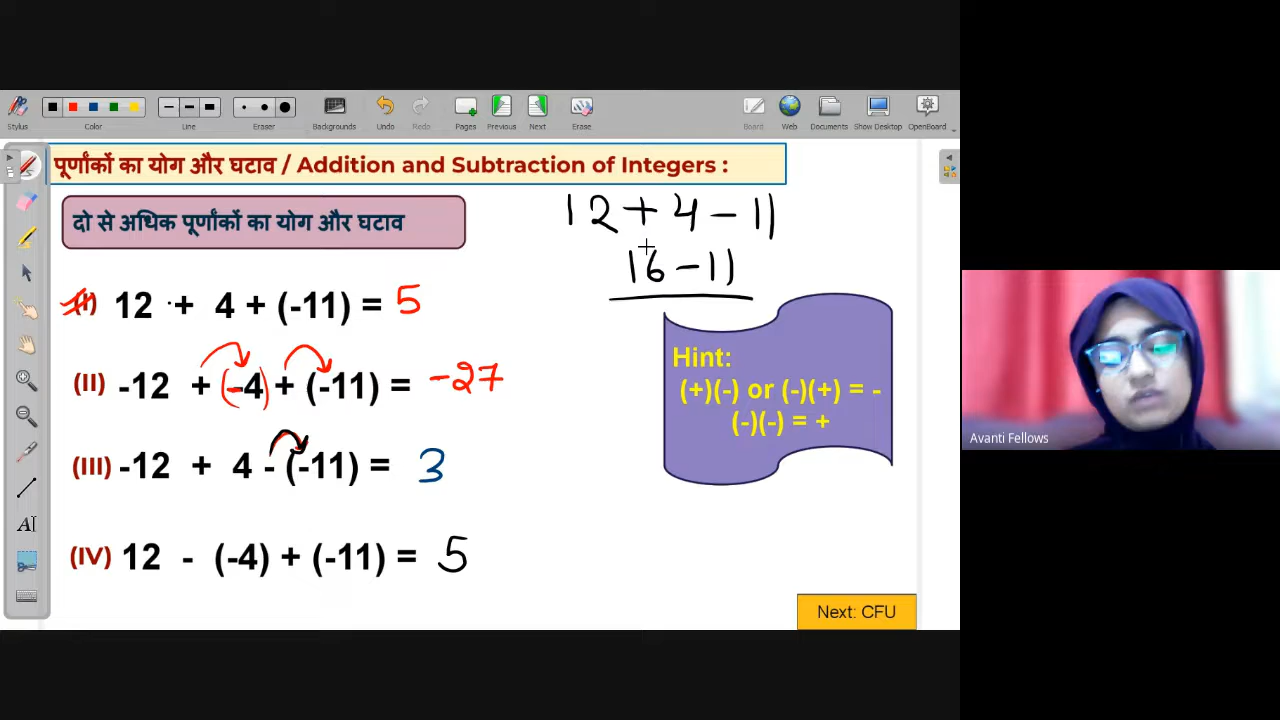 Stylus Color Line Eraser Backgrounds Undo Redo Pages Previous Next Erase Board Web Documents Show Desktop OpenBoard
पूर्णांकों का योग और घटाव / Addition and Subtraction of Integers :
दो से अधिक पूर्णांकों का योग और घटाव
12 + 4 - 11
16 - 11
(I) 12 + 4 + (-11) = 5
(II) -12 + (-4) + (-11) = -27
(III) -12 + 4 - (-11) = 3
(IV) 12 - (-4) + (-11) = 5
Hint:
(+)(-) or (-)(+) = -
(-)(-) = +
AI
Next: CFU
Avanti Fellows